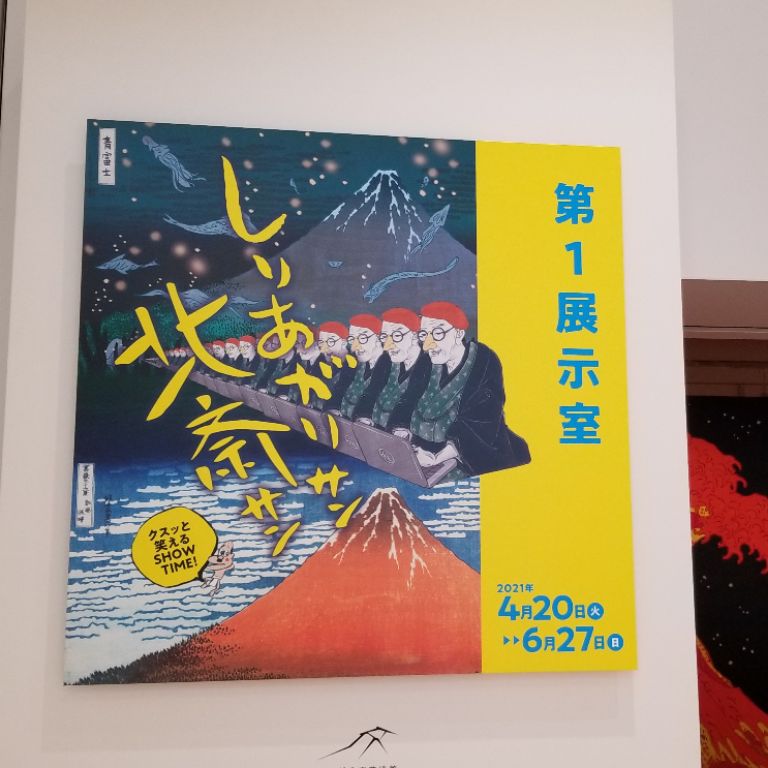 青富士
しりあがりサン
北斎サン
クスッと
笑える
SHOW
TIME!
第1展示室
2021年
4月20日火
▶▶6月27日日